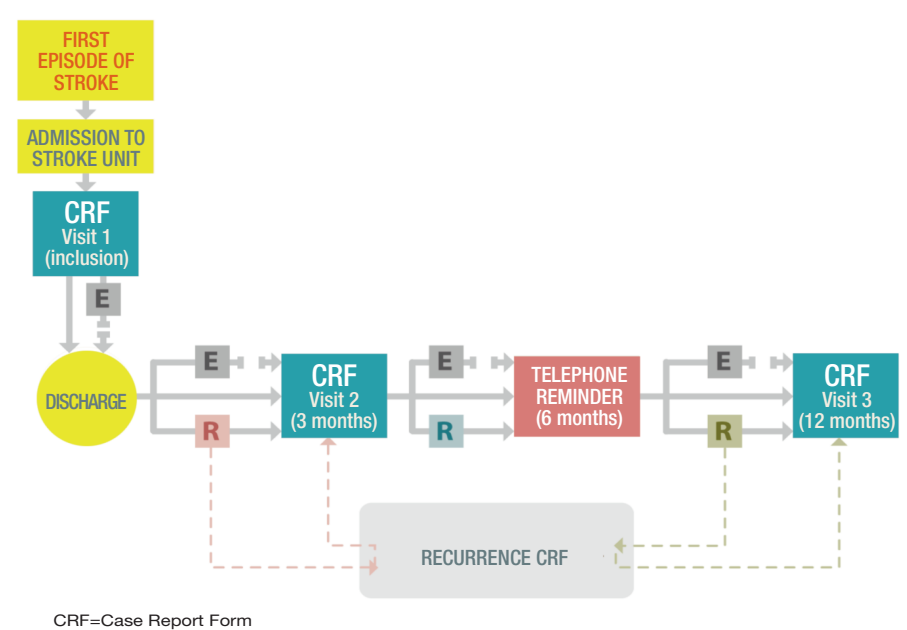 FIRST
EPISODE OF
STROKE
ADMISSION TO
STROKE UNIT
CRF
Visit 1
(inclusion)
E
DISCHARGE
E
R
CRF
Visit 2
(3 months)
E
R
TELEPHONE
REMINDER
(6 months)
E
R
CRF
Visit 3
(12 months)
RECURRENCE CRF
CRF=Case Report Form